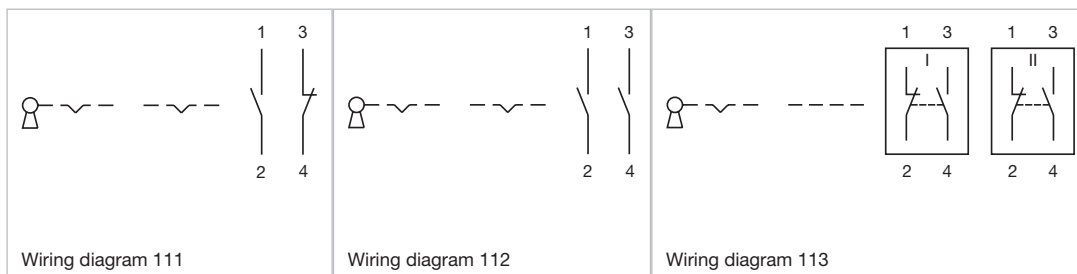 1 3
2 4
Wiring diagram 111
1 3
2 4
Wiring diagram 112
1 3 1 3
I II
2 4 2 4
Wiring diagram 113